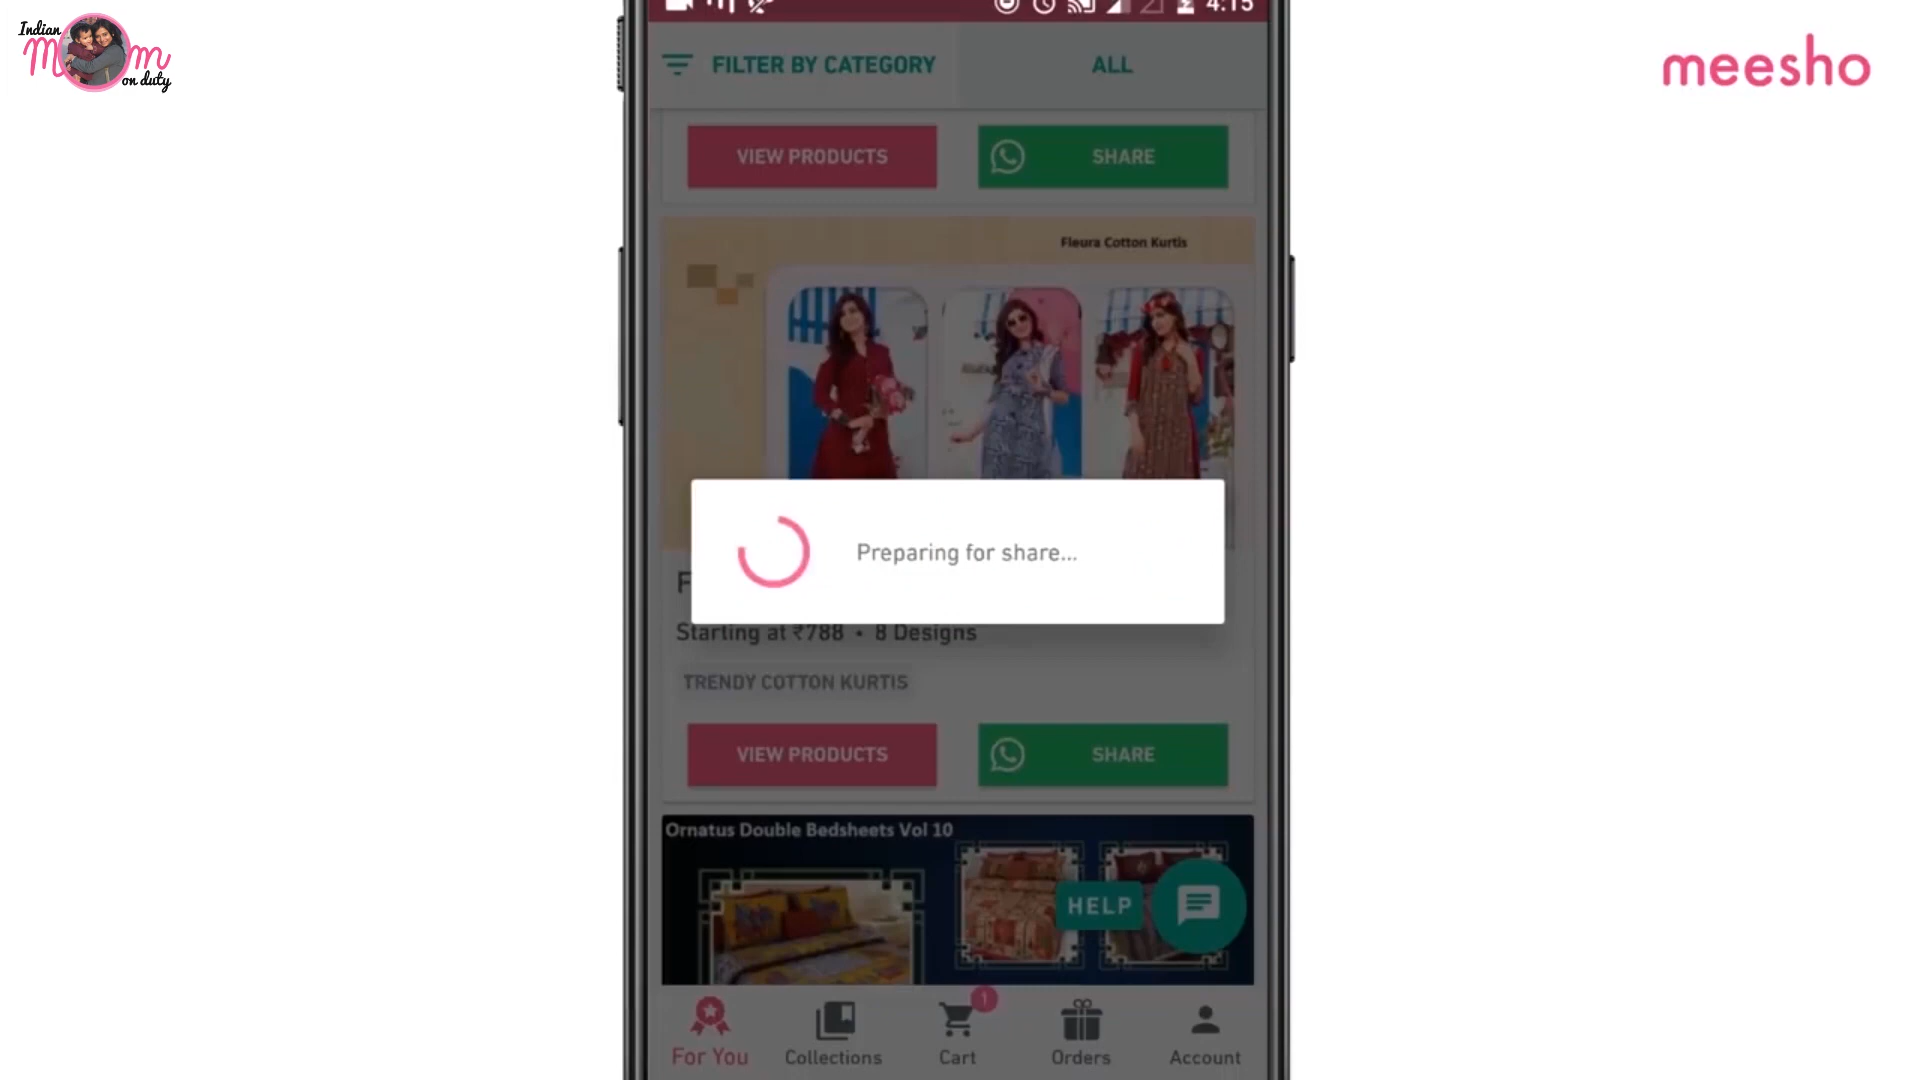 Indian
mom
on duty
meesho
4:15
FILTER BY CATEGORY
ALL
VIEW PRODUCTS
SHARE
Fleura Cotton Kurtis
Preparing for share...
F
Starting at ₹788 • 8 Designs
TRENDY COTTON KURTIS
VIEW PRODUCTS
SHARE
Ornatus Double Bedsheets Vol 10
HELP
1
For You
Collections
Cart
Orders
Account